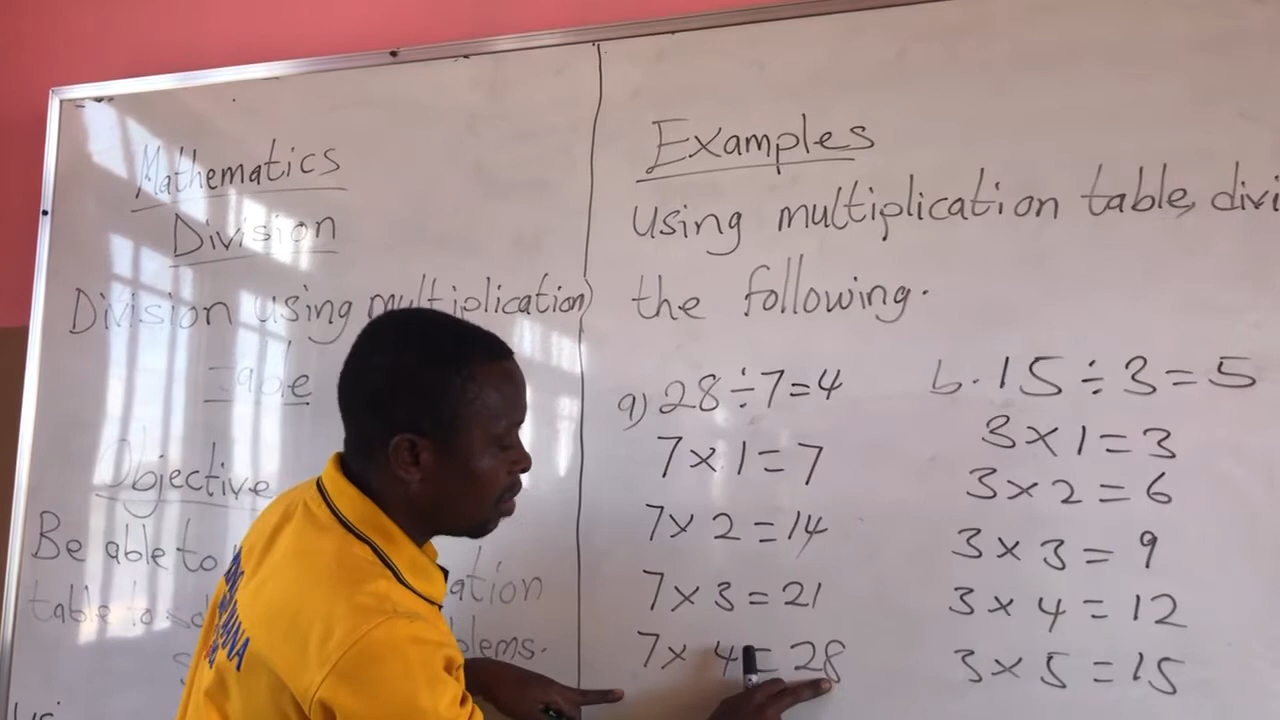 Mathematics
Division
Division using multiplication
Table
Objective
Be able to ation
table to blems.
Examples
Using multiplication table, divi
the following.
a) 28÷7=4
7×1=7
7×2=14
7×3=21
7×4=28
b. 15÷3=5
3×1=3
3×2=6
3×3=9
3×4=12
3×5=15